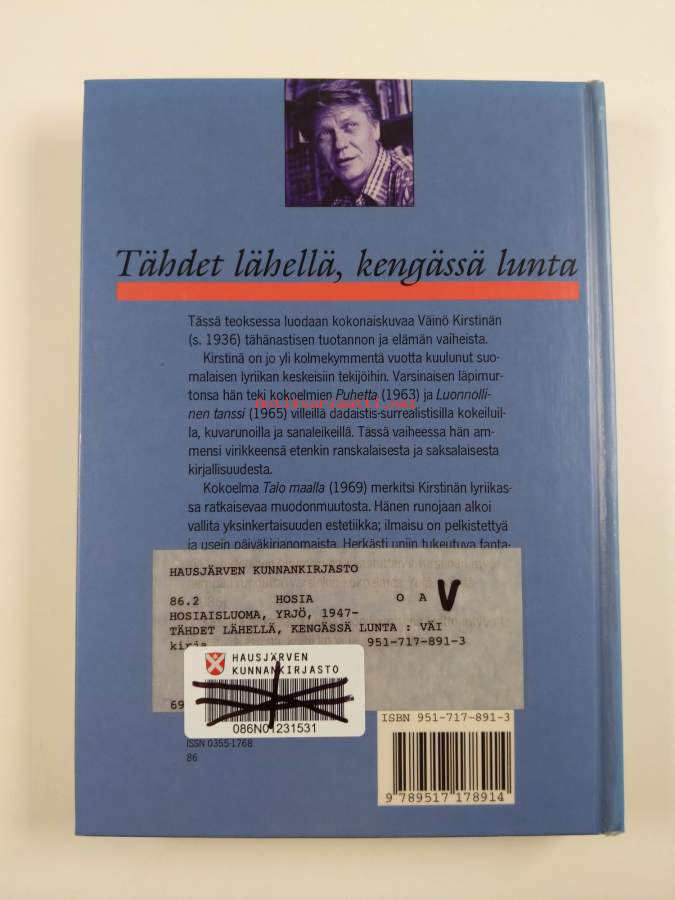 Tähdet lähellä, kengässä lunta
Tässä teoksessa luodaan kokonaiskuvaa Väinö Kirstinän
(s. 1936) tähänastisen tuotannon ja elämän vaiheista.
Kirstinä on jo yli kolmekymmentä vuotta kuulunut suo-
malaisen lyriikan keskeisiin tekijöihin. Varsinaisen läpimur-
tonsa hän teki kokoelmien Puhetta (1963) ja Luonnolli-
nen tanssi (1965) villeillä dadaistis-surrealistisilla kokeiluil-
la, kuvarunoilla ja sanaleikeillä. Tässä vaiheessa hän am-
mensi virikkeensä etenkin ranskalaisesta ja saksalaisesta
kirjallisuudesta.
Kokoelma Talo maalla (1969) merkitsi Kirstinän lyriikas-
sa ratkaisevaa muodonmuutosta. Hänen runojaan alkoi
vallita yksinkertaisuuden estetiikka; ilmaisu on pelkistettyä
ja usein päiväkirjanomaista. Herkästi uniin tukeutuva fanta-
HAUSJÄRVEN KUNNANKIRJASTO
86.2 HOSIA O A V
HOSIAISLUOMA, YRJÖ, 1947-
TÄHDET LÄHELLÄ, KENGÄSSÄ LUNTA : VÄI
kirja 951-717-891-3
HAUSJÄRVEN
KUNNANKIRJASTO
69
086N01231531
ISSN 0355-1768
86
ISBN 951-717-891-3
9 789517 178914